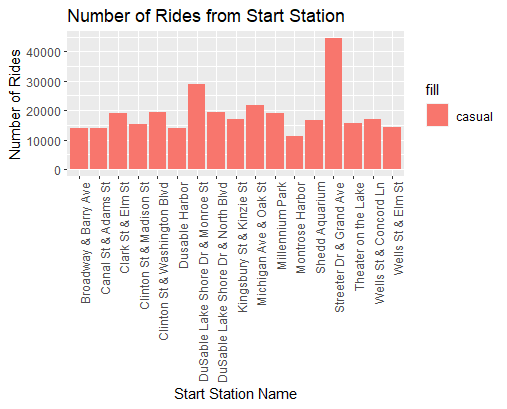 Number of Rides from Start Station
Number of Rides
40000
30000
20000
10000
0
Broadway & Barry Ave
Canal St & Adams St
Clark St & Elm St
Clinton St & Madison St
Clinton St & Washington Blvd
Dusable Harbor
DuSable Lake Shore Dr & Monroe St
DuSable Lake Shore Dr & North Blvd
Kingsbury St & Kinzie St
Michigan Ave & Oak St
Millennium Park
Montrose Harbor
Shedd Aquarium
Streeter Dr & Grand Ave
Theater on the Lake
Wells St & Concord Ln
Wells St & Elm St
Start Station Name
fill
casual